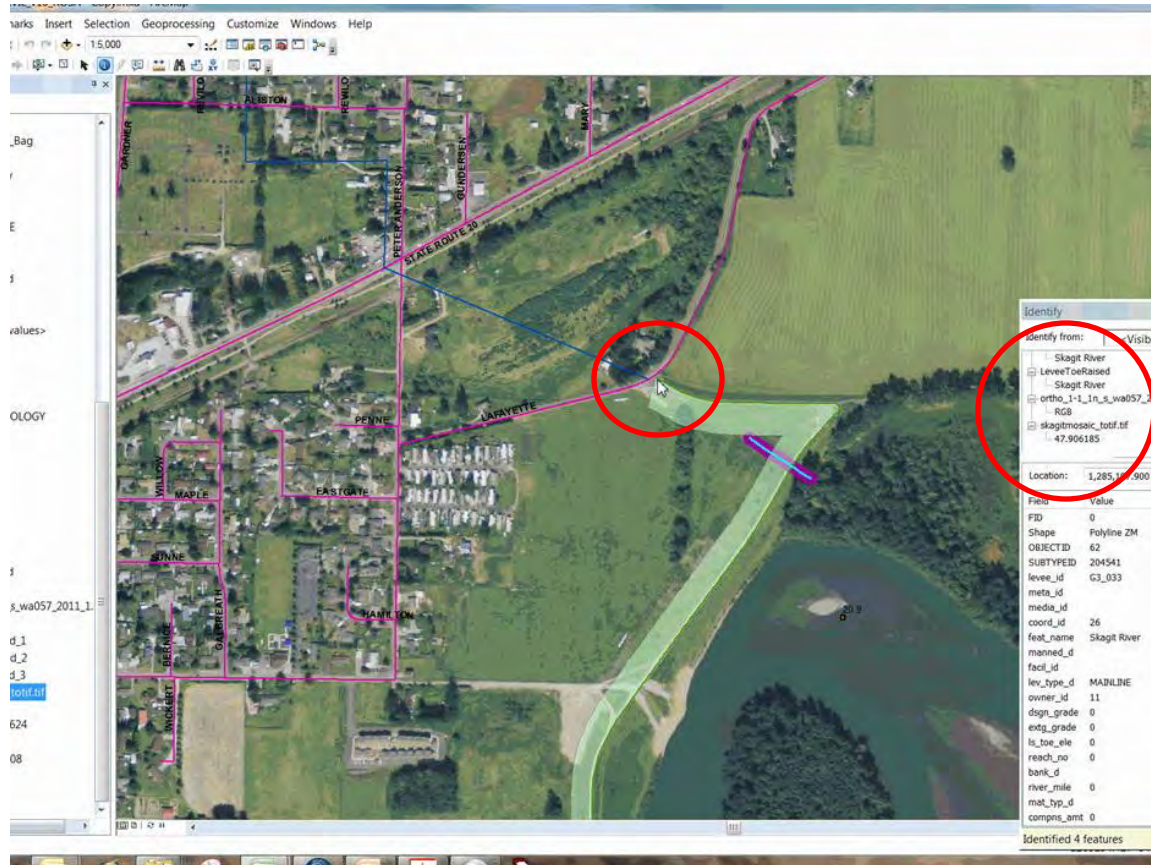 arks Insert Selection Geoprocessing Customize Windows Help
1:5,000
_Bag
values>
OLOGY
s_wa057_2011_1.
d_1
d_2
d_3
totif.tif
624
08
ALISTON
REWILO
REWILO
GARDNER
MARY
GUNDERSEN
PETER ANDERSON
STATE ROUTE 20
LAFAYETTE
PENNE
WILLOW
MAPLE
EASTGATE
SUNNE
GALBREATH
BERNICE
HAMILTON
RICKERT
20.9
Identify
Identify from: <Visib
Skagit River
LeveeToeRaised
Skagit River
ortho_1-1_1n_s_wa057_2
RGB
skagitmosaic_totif.tif
47.906185
Location:
Field Value
FID 0
Shape Polyline ZM
OBJECTID 62
SUBTYPEID 204541
levee_id G3_033
meta_id
media_id
coord_id 26
feat_name Skagit River
manned_d
facil_id
lev_type_d MAINLINE
owner_id 11
dsgn_grade 0
extg_grade 0
ls_toe_ele 0
reach_no 0
bank_d
river_mile 0
mat_typ_d
compns_amt 0
Identified 4 features